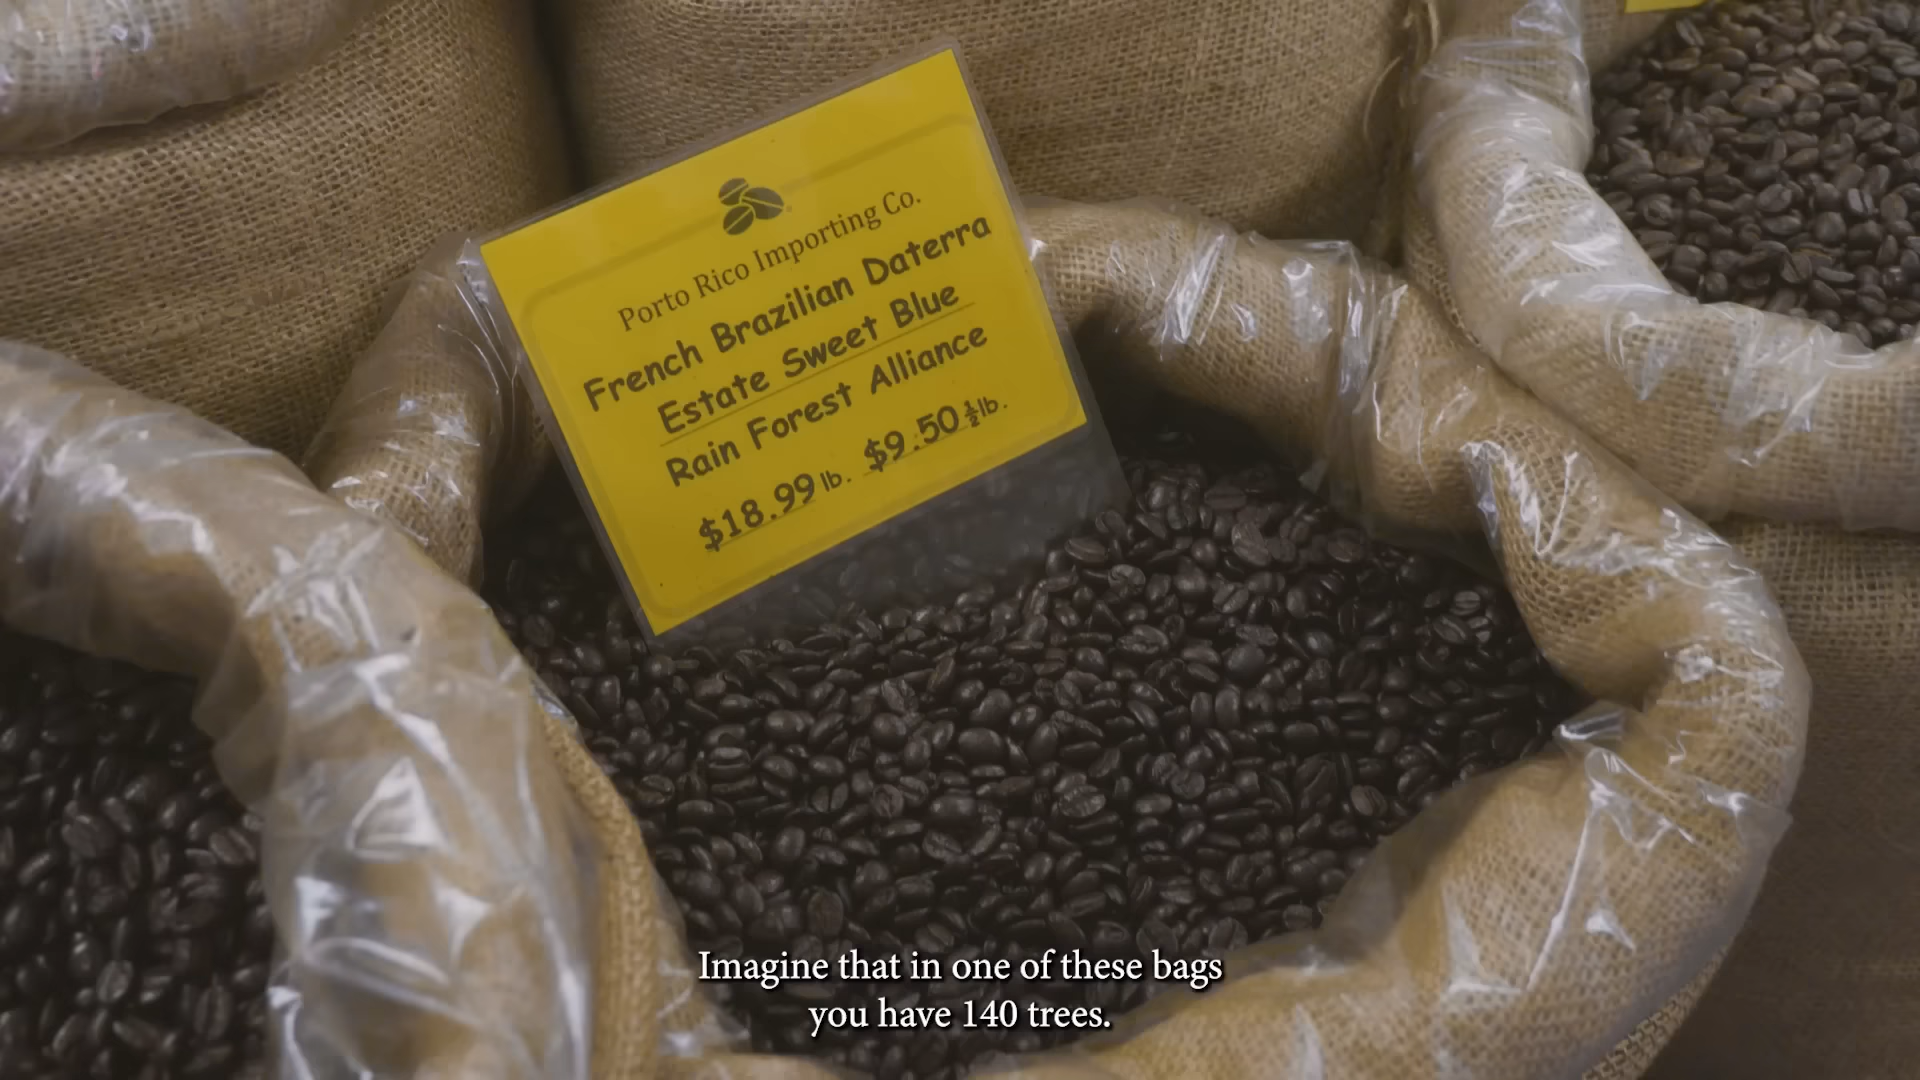 Porto Rico Importing Co.
French Brazilian Daterra
Estate Sweet Blue
Rain Forest Alliance
$18.99 lb. $9.50 ½ lb.
Imagine that in one of these bags
you have 140 trees.